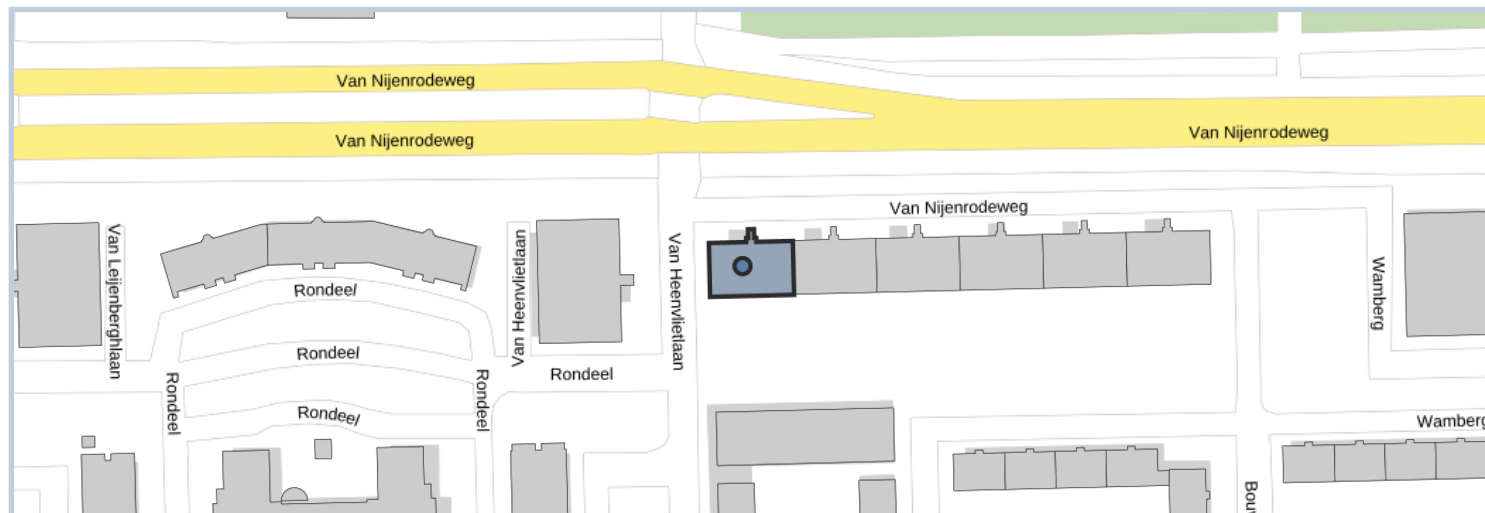 Van Nijenrodeweg
Van Nijenrodeweg
Van Nijenrodeweg
Van Nijenrodeweg
Van Leijenberghlaan
Van Heenvlietlaan
Van Heenvlietlaan
Rondeel
Wamberg
Rondeel
Rondeel
Rondeel
Rondeel
Rondeel
Wamberg
Bouw